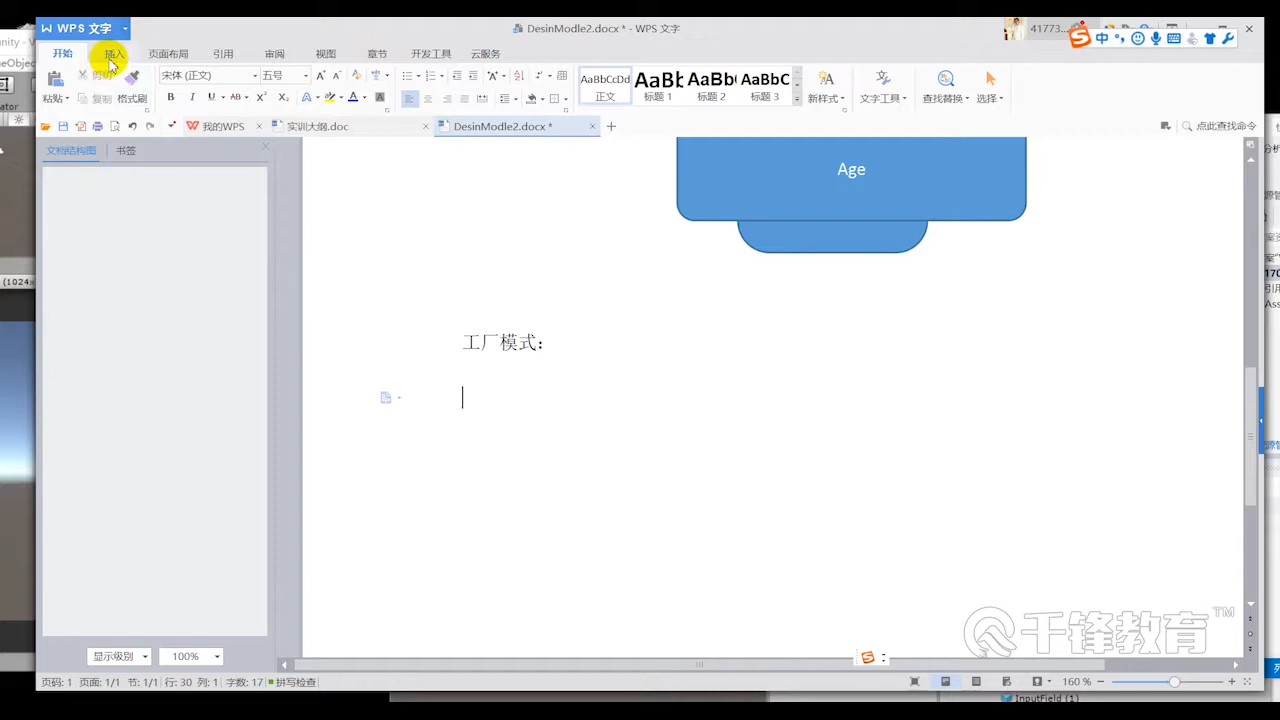 WPS 文字
DesinModle2.docx * - WPS 文字
41773...
中
开始 插入 页面布局 引用 审阅 视图 章节 开发工具 云服务
粘贴 剪切 复制 格式刷
宋体 (正文) 五号
AaBbCcDd 正文
AaBb 标题 1
AaBb( 标题 2
AaBbC 标题 3
新样式
文字工具
查找替换
选择
我的WPS
实训大纲.doc
DesinModle2.docx *
点此查找命令
文档结构图 书签
Age
工厂模式：
千锋教育 TM
显示级别 100%
页码: 1 页面: 1/1 节: 1/1 行: 30 列: 1 字数: 17 拼写检查
160 %
InputField (1)
(1024